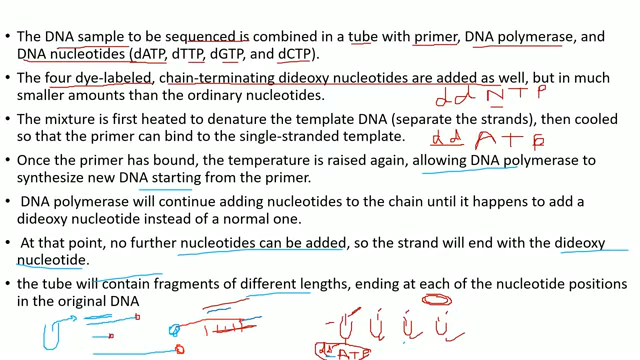 • The DNA sample to be sequenced is combined in a tube with primer, DNA polymerase, and
DNA nucleotides (dATP, dTTP, dGTP, and dCTP).
• The four dye-labeled, chain-terminating dideoxy nucleotides are added as well, but in much
smaller amounts than the ordinary nucleotides.
dd NTP
• The mixture is first heated to denature the template DNA (separate the strands), then cooled
so that the primer can bind to the single-stranded template.
dd ATP
• Once the primer has bound, the temperature is raised again, allowing DNA polymerase to
synthesize new DNA starting from the primer.
• DNA polymerase will continue adding nucleotides to the chain until it happens to add a
dideoxy nucleotide instead of a normal one.
• At that point, no further nucleotides can be added, so the strand will end with the dideoxy
nucleotide.
• the tube will contain fragments of different lengths, ending at each of the nucleotide positions
in the original DNA
dd ATP